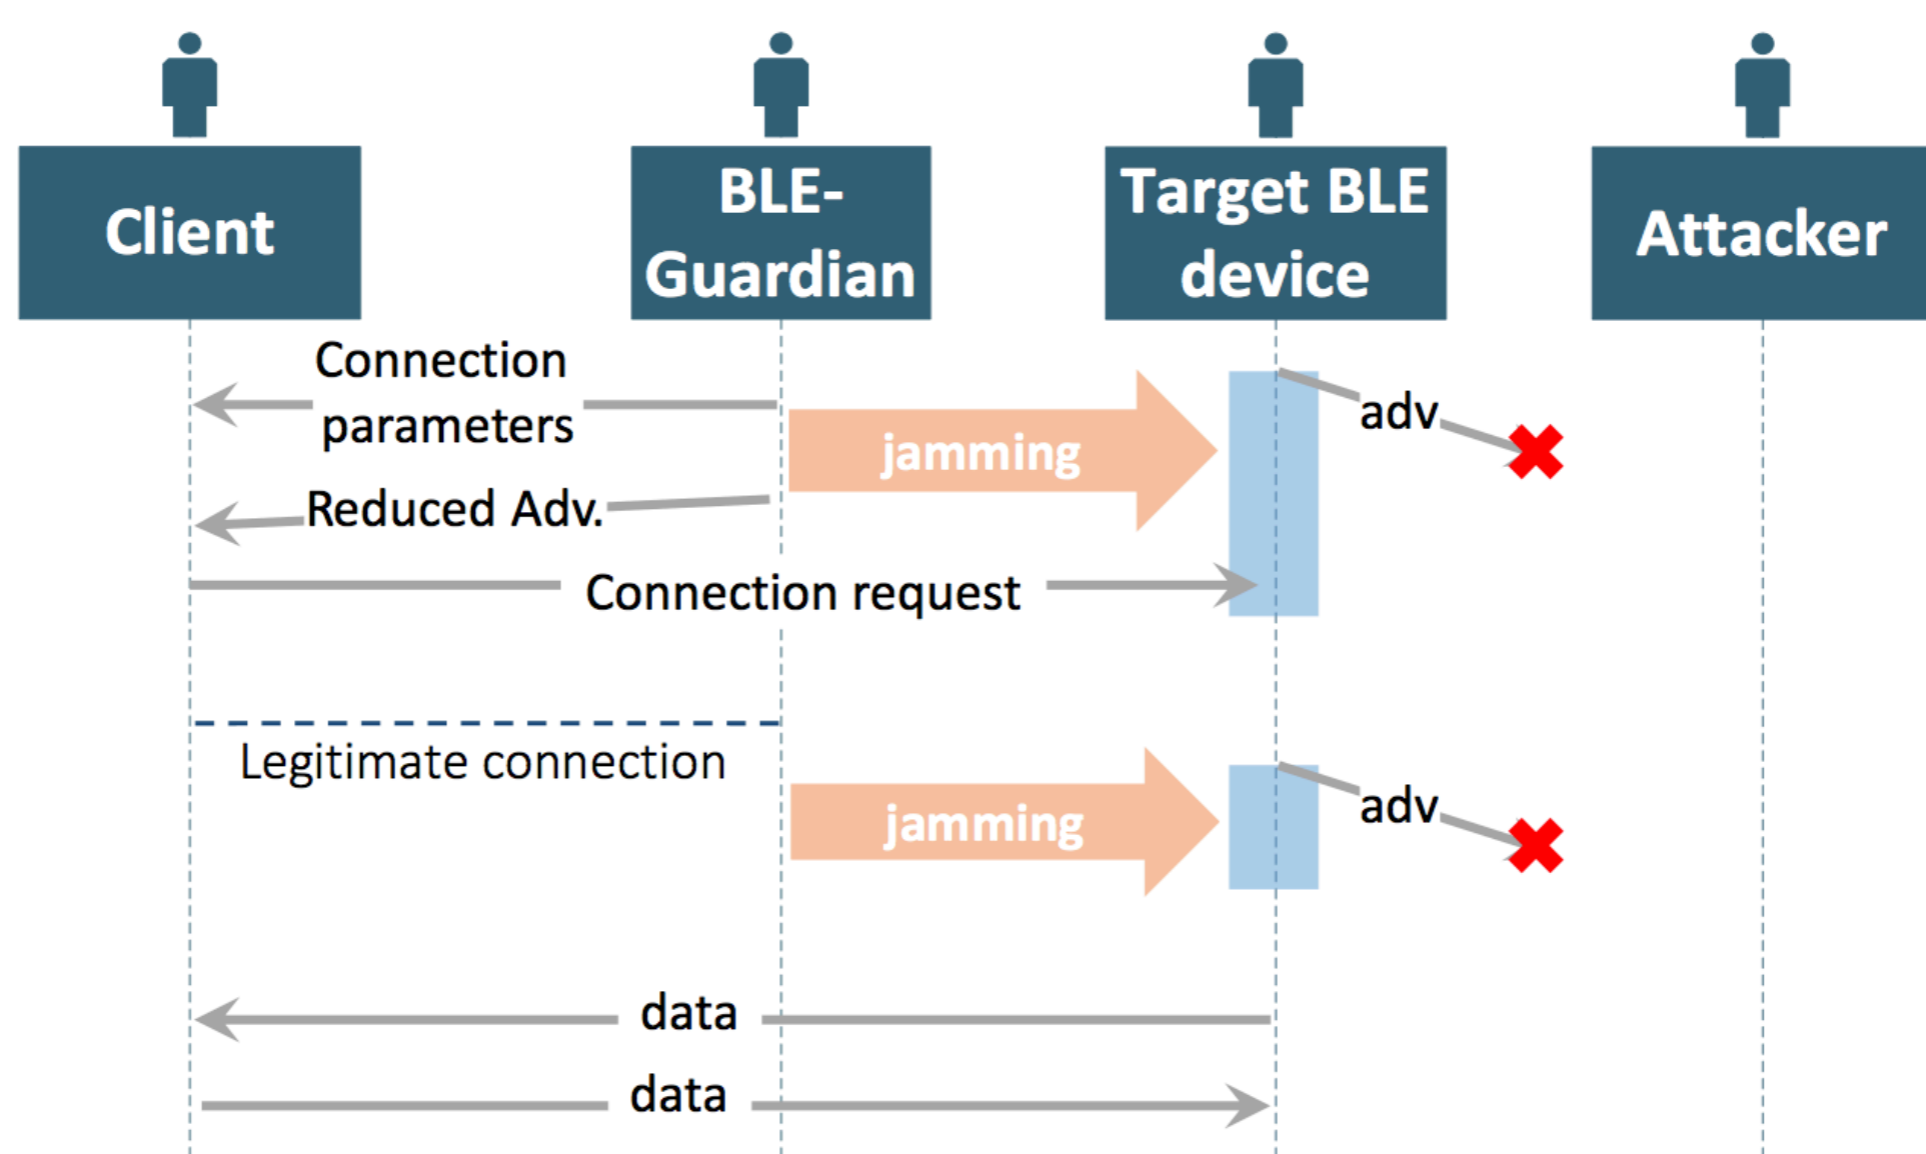 Client
BLE-
Guardian
Target BLE
device
Attacker
Connection
parameters
jamming
adv
Reduced Adv.
Connection request
Legitimate connection
jamming
adv
data
data